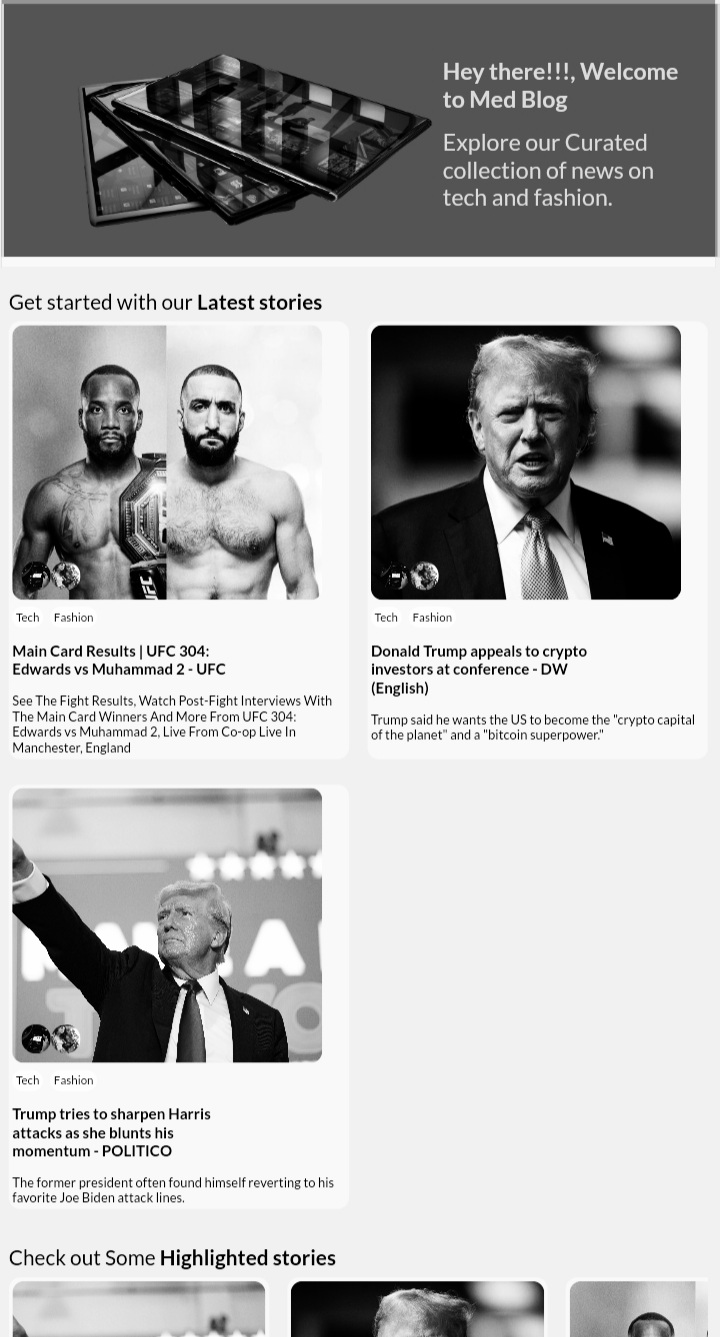 Hey there!!!, Welcome
to Med Blog
Explore our Curated
collection of news on
tech and fashion.
Get started with our Latest stories
UFC
Tech Fashion
Main Card Results | UFC 304:
Edwards vs Muhammad 2 - UFC
See The Fight Results, Watch Post-Fight Interviews With
The Main Card Winners And More From UFC 304:
Edwards vs Muhammad 2, Live From Co-op Live In
Manchester, England
Tech Fashion
Donald Trump appeals to crypto
investors at conference - DW
(English)
Trump said he wants the US to become the "crypto capital
of the planet" and a "bitcoin superpower."
Tech Fashion
Trump tries to sharpen Harris
attacks as she blunts his
momentum - POLITICO
The former president often found himself reverting to his
favorite Joe Biden attack lines.
Check out Some Highlighted stories